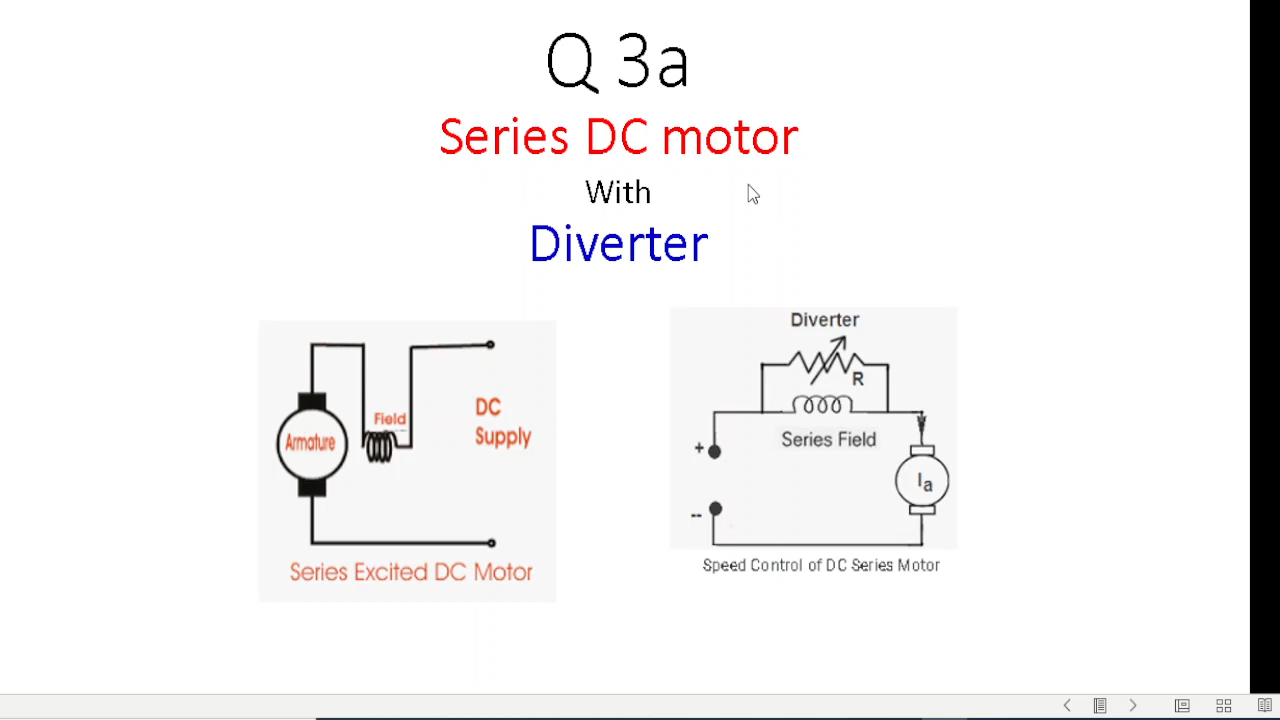 Q 3a
Series DC motor
With
Diverter
Armature
Field
DC
Supply
Series Excited DC Motor
Diverter
R
Series Field
+
--
Ia
Speed Control of DC Series Motor